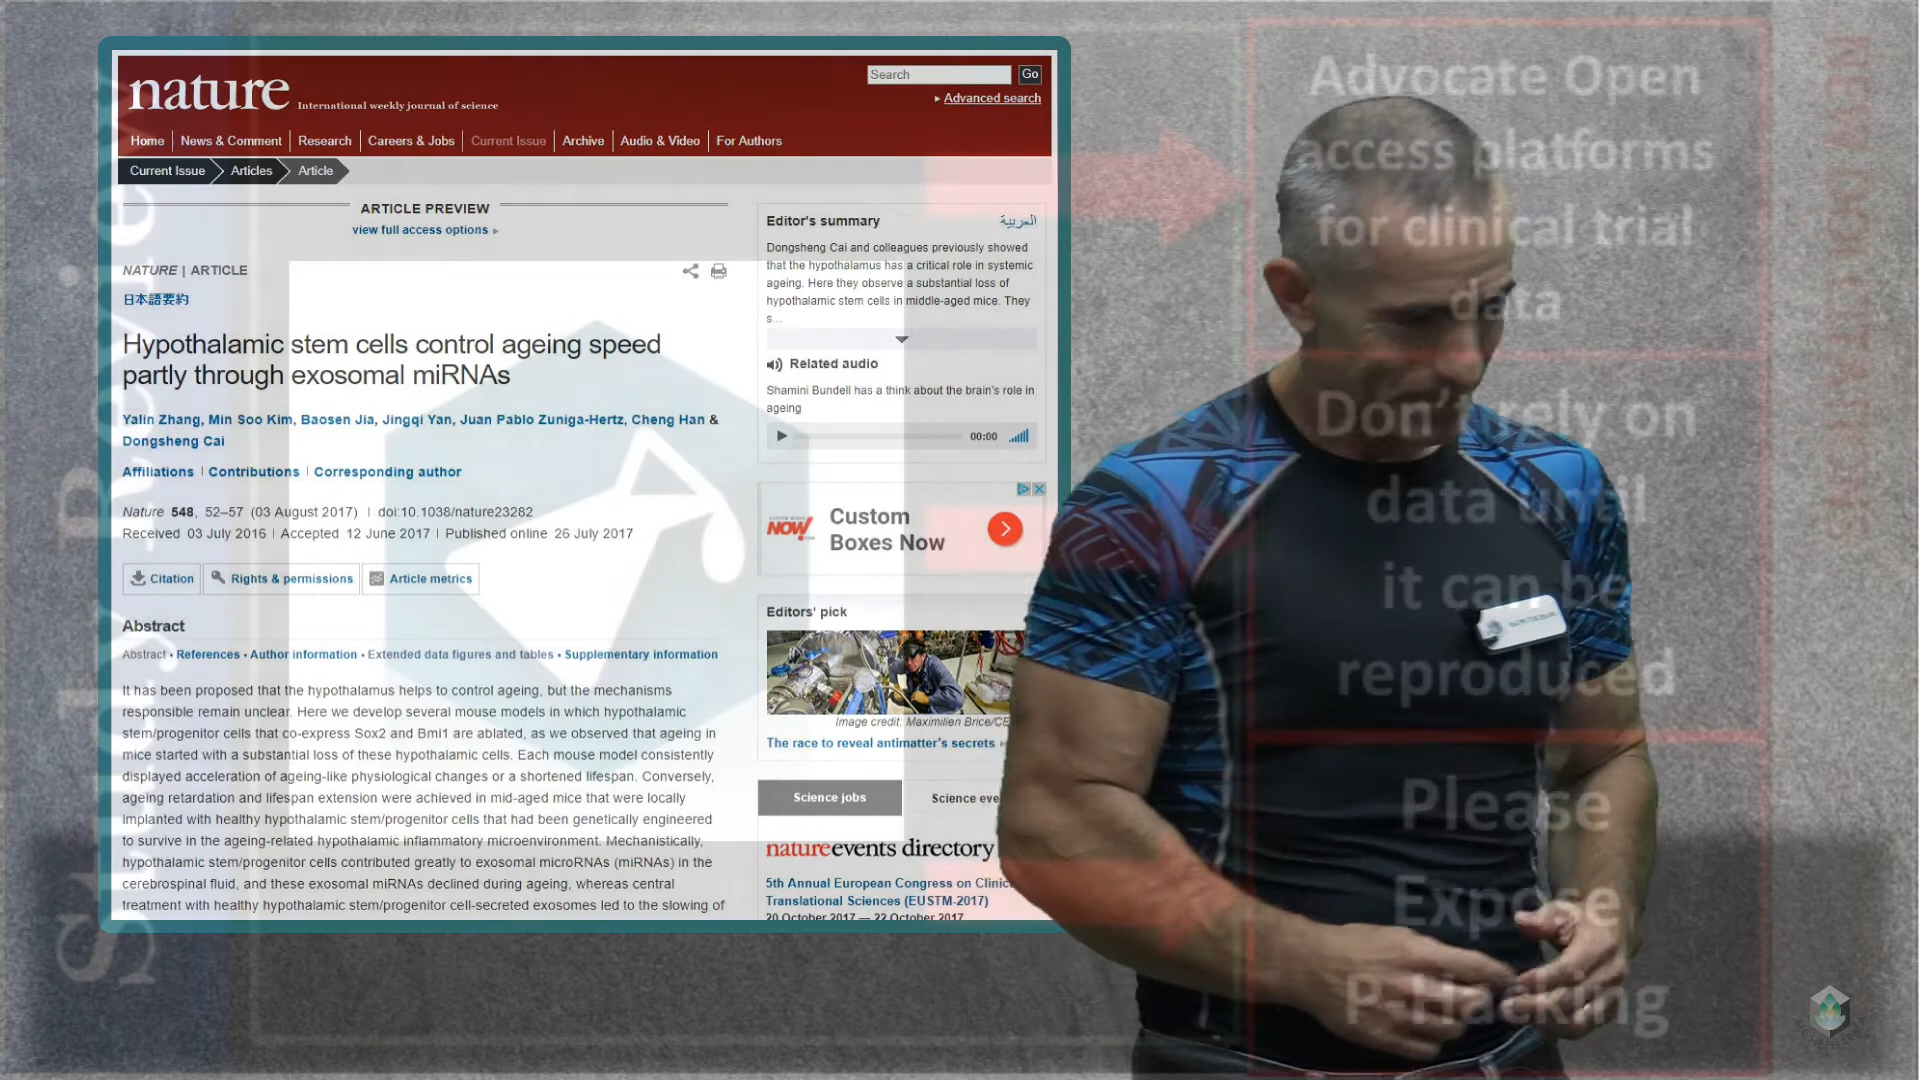 nature International weekly journal of science
Search Go
Advanced search
Home News & Comment Research Careers & Jobs Current Issue Archive Audio & Video For Authors
Current Issue Articles Article
ARTICLE PREVIEW
view full access options
NATURE | ARTICLE
日本語要約
Hypothalamic stem cells control ageing speed
partly through exosomal miRNAs
Yalin Zhang, Min Soo Kim, Baosen Jia, Jingqi Yan, Juan Pablo Zuniga-Hertz, Cheng Han &
Dongsheng Cai
Affiliations | Contributions | Corresponding author
Nature 548, 52–57 (03 August 2017) | doi:10.1038/nature23282
Received 03 July 2016 | Accepted 12 June 2017 | Published online 26 July 2017
Citation Rights & permissions Article metrics
Abstract
Abstract • References • Author information • Extended data figures and tables • Supplementary information
It has been proposed that the hypothalamus helps to control ageing, but the mechanisms
responsible remain unclear. Here we develop several mouse models in which hypothalamic
stem/progenitor cells that co-express Sox2 and Bmi1 are ablated, as we observed that ageing in
mice started with a substantial loss of these hypothalamic cells. Each mouse model consistently
displayed acceleration of ageing-like physiological changes or a shortened lifespan. Conversely,
ageing retardation and lifespan extension were achieved in mid-aged mice that were locally
implanted with healthy hypothalamic stem/progenitor cells that had been genetically engineered
to survive in the ageing-related hypothalamic inflammatory microenvironment. Mechanistically,
hypothalamic stem/progenitor cells contributed greatly to exosomal microRNAs (miRNAs) in the
cerebrospinal fluid, and these exosomal miRNAs declined during ageing, whereas central
treatment with healthy hypothalamic stem/progenitor cell-secreted exosomes led to the slowing of
Editor's summary العربية
Dongsheng Cai and colleagues previously showed
that the hypothalamus has a critical role in systemic
ageing. Here they observe a substantial loss of
hypothalamic stem cells in middle-aged mice. They
s...
Related audio
Shamini Bundell has a think about the brain's role in
ageing
00:00
NOW! Custom
Boxes Now
Editors' pick
Image credit: Maximilien Brice/CE
The race to reveal antimatter's secrets
Science jobs Science eve
natureevents directory
5th Annual European Congress on Clinic
Translational Sciences (EUSTM-2017)
20 October 2017 — 22 October 2017
Study Review
Advocate Open
access platforms
for clinical trial
data
Don't rely on
data until
it can be
reproduced
Please
Expose
P-Hacking